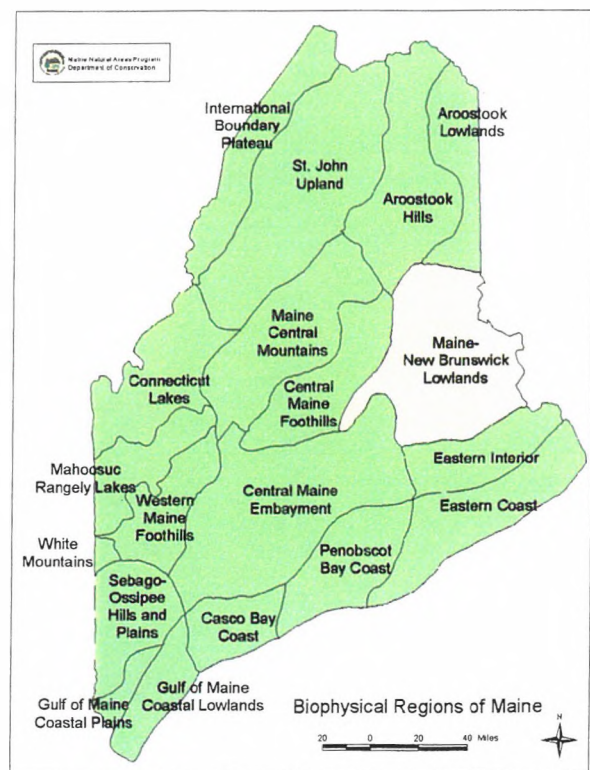 Maine Natural Areas Program
Department of Conservation
International
Boundary
Plateau
Aroostook
Lowlands
St. John
Upland
Aroostook
Hills
Maine
Central
Mountains
Maine-
New Brunswick
Lowlands
Connecticut
Lakes
Central
Maine
Foothills
Eastern Interior
Mahoosuc
Rangely Lakes
Western
Maine
Foothills
Central Maine
Embayment
Eastern Coast
White
Mountains
Penobscot
Bay Coast
Sebago-
Ossipee
Hills and
Plains
Casco Bay
Coast
Gulf of Maine
Coastal Lowlands
Gulf of Maine
Coastal Plains
Biophysical Regions of Maine
20 0 20 40 Miles
N